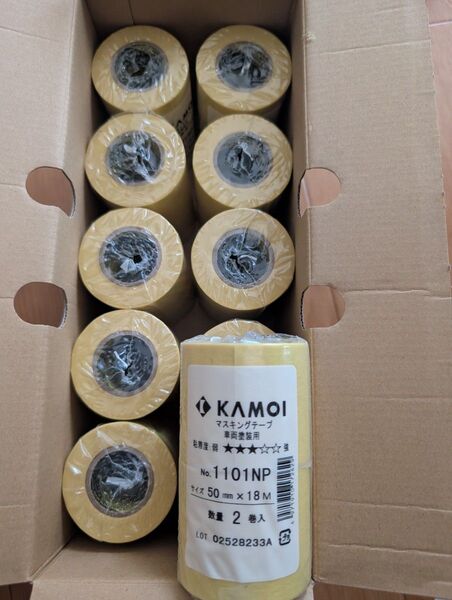 KAMOI
マスキングテープ
車両塗装用
粘着度:弱 ★★★☆☆ 強
No. 1101NP
サイズ 50 mm × 18 M
数量 2 巻入
LOT 02528233A